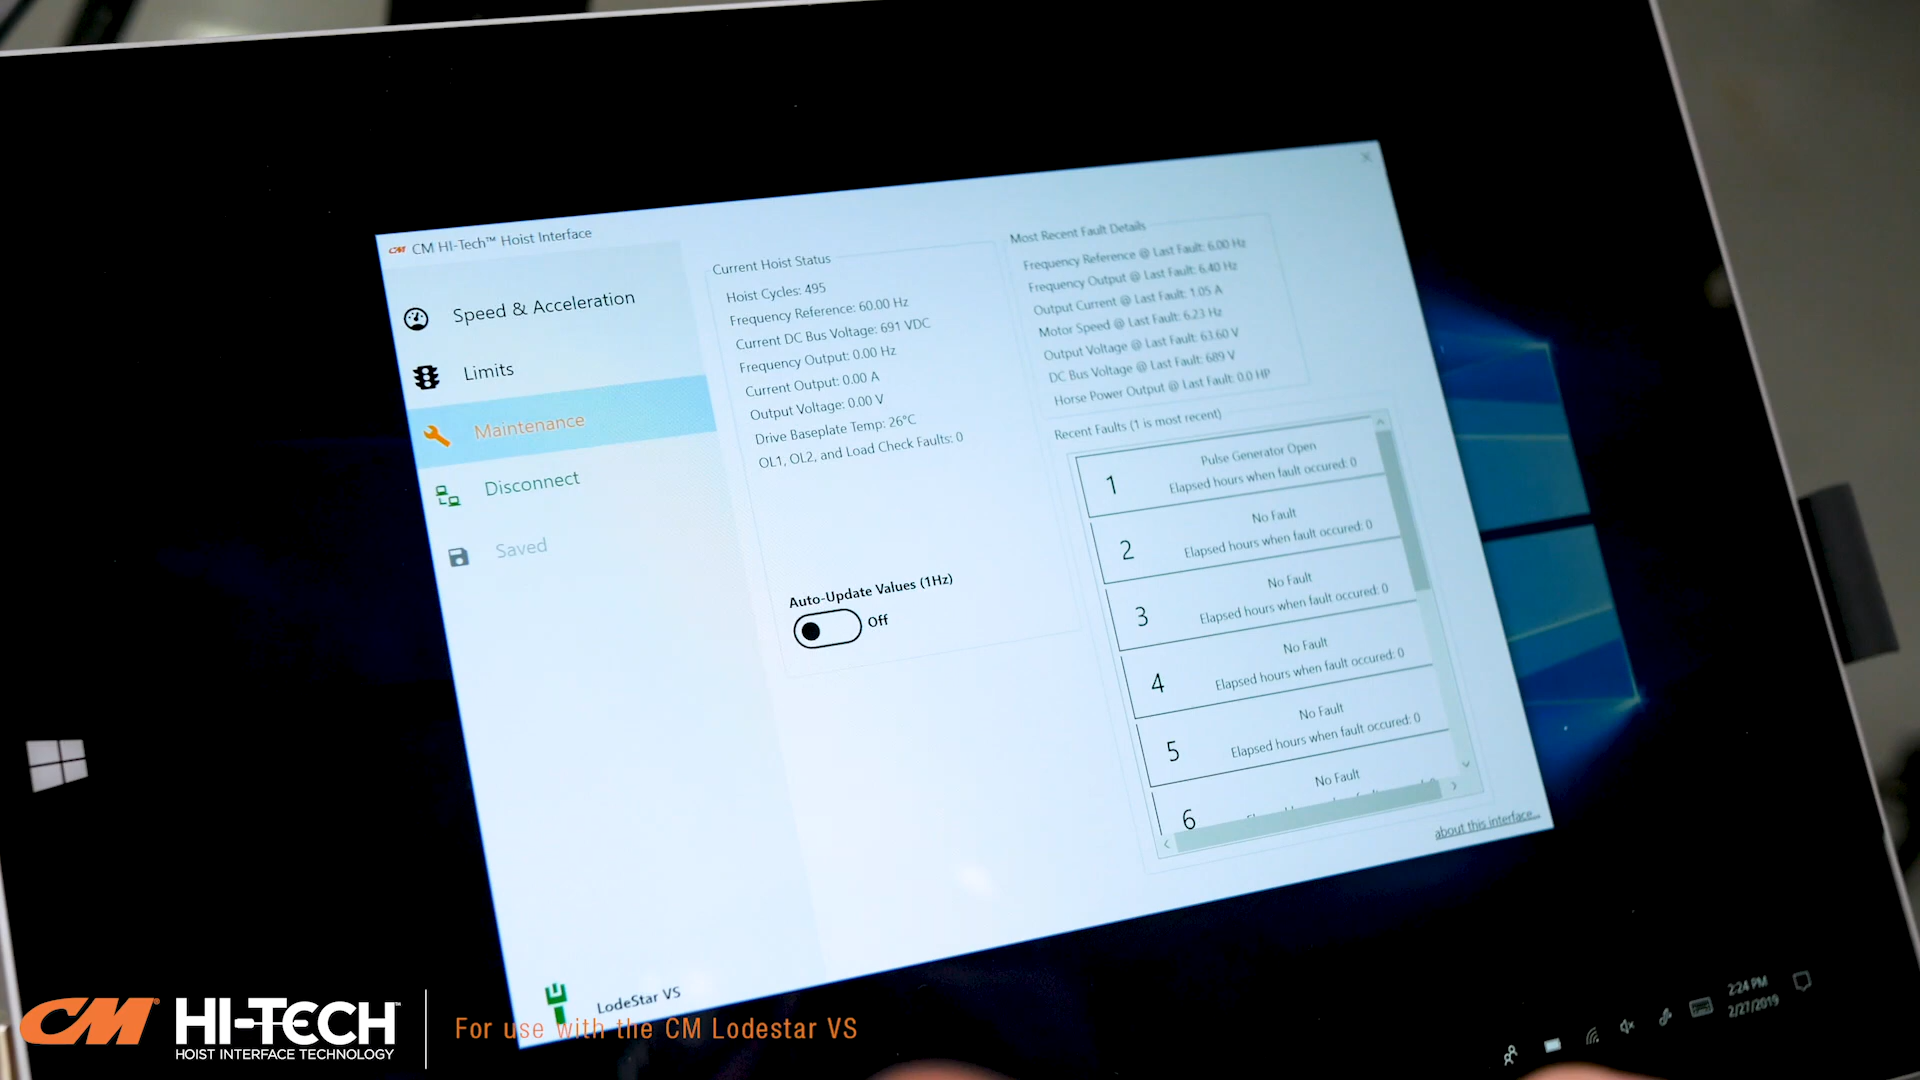 CM CM HI-Tech™ Hoist Interface
Speed & Acceleration
Limits
Maintenance
Disconnect
Saved
LodeStar VS
Current Hoist Status
Hoist Cycles: 495
Frequency Reference: 60.00 Hz
Current DC Bus Voltage: 691 VDC
Frequency Output: 0.00 Hz
Current Output: 0.00 A
Output Voltage: 0.00 V
Drive Baseplate Temp: 26°C
OL1, OL2, and Load Check Faults: 0
Auto-Update Values (1Hz)
Off
Most Recent Fault Details
Frequency Reference @ Last Fault: 6.00 Hz
Frequency Output @ Last Fault: 6.40 Hz
Output Current @ Last Fault: 1.05 A
Motor Speed @ Last Fault: 6.23 Hz
Output Voltage @ Last Fault: 63.60 V
DC Bus Voltage @ Last Fault: 689 V
Horse Power Output @ Last Fault: 0.0 HP
Recent Faults (1 is most recent)
1
Pulse Generator Open
Elapsed hours when fault occured: 0
2
No Fault
Elapsed hours when fault occured: 0
3
No Fault
Elapsed hours when fault occured: 0
4
No Fault
Elapsed hours when fault occured: 0
5
No Fault
Elapsed hours when fault occured: 0
6
No Fault
about this interface...
2:24 PM
2/27/2019
CM® HI-TECH™
HOIST INTERFACE TECHNOLOGY
For use with the CM Lodestar VS